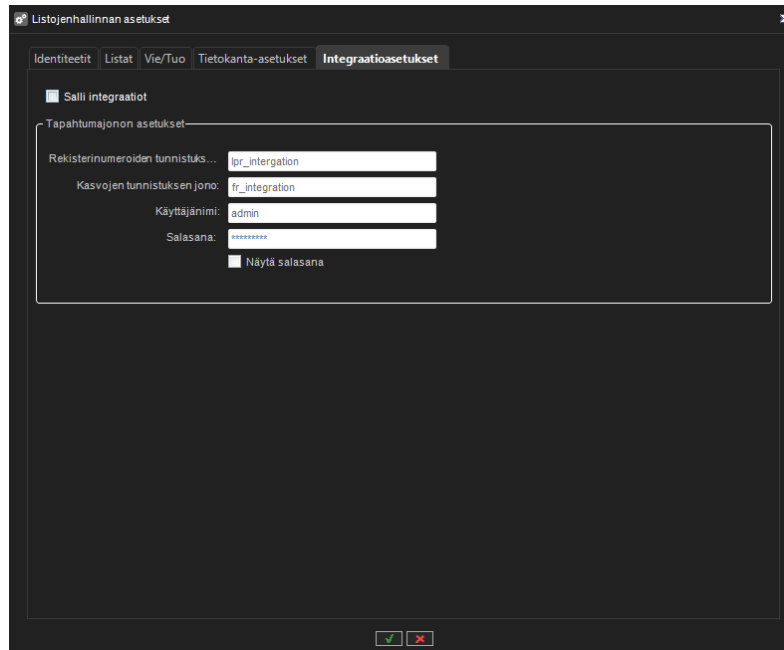 Listojenhallinnan asetukset
Identiteetit Listat Vie/Tuo Tietokanta-asetukset Integraatioasetukset
Salli integraatiot
Tapahtumajonon asetukset
Rekisterinumeroiden tunnistuks... lpr_intergation
Kasvojen tunnistuksen jono: fr_integration
Käyttäjänimi: admin
Salasana: *********
Näytä salasana